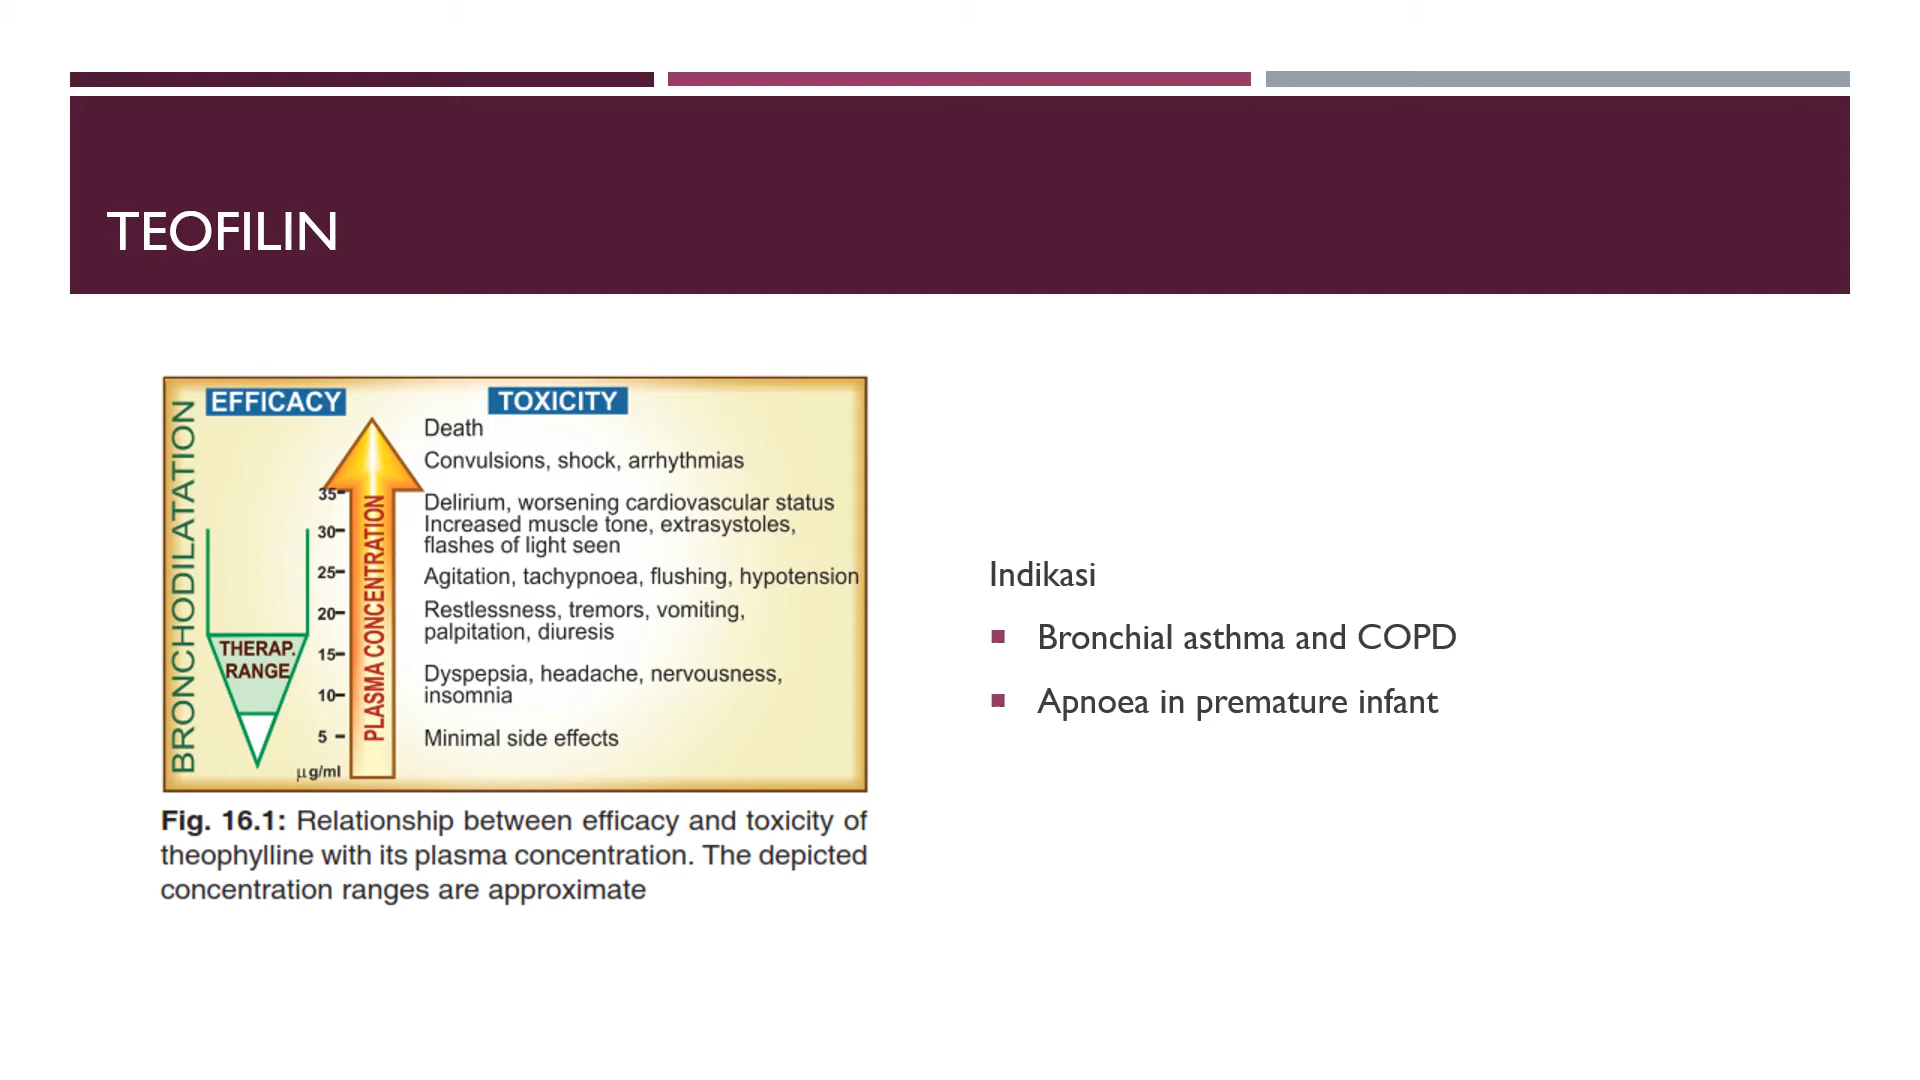 TEOFILIN
EFFICACY
TOXICITY
BRONCHODILATATION
THERAP.
RANGE
35
30
25
20
15
10
5
µg/ml
PLASMA CONCENTRATION
Death
Convulsions, shock, arrhythmias
Delirium, worsening cardiovascular status
Increased muscle tone, extrasystoles,
flashes of light seen
Agitation, tachypnoea, flushing, hypotension
Restlessness, tremors, vomiting,
palpitation, diuresis
Dyspepsia, headache, nervousness,
insomnia
Minimal side effects
Fig. 16.1: Relationship between efficacy and toxicity of
theophylline with its plasma concentration. The depicted
concentration ranges are approximate
Indikasi
Bronchial asthma and COPD
Apnoea in premature infant